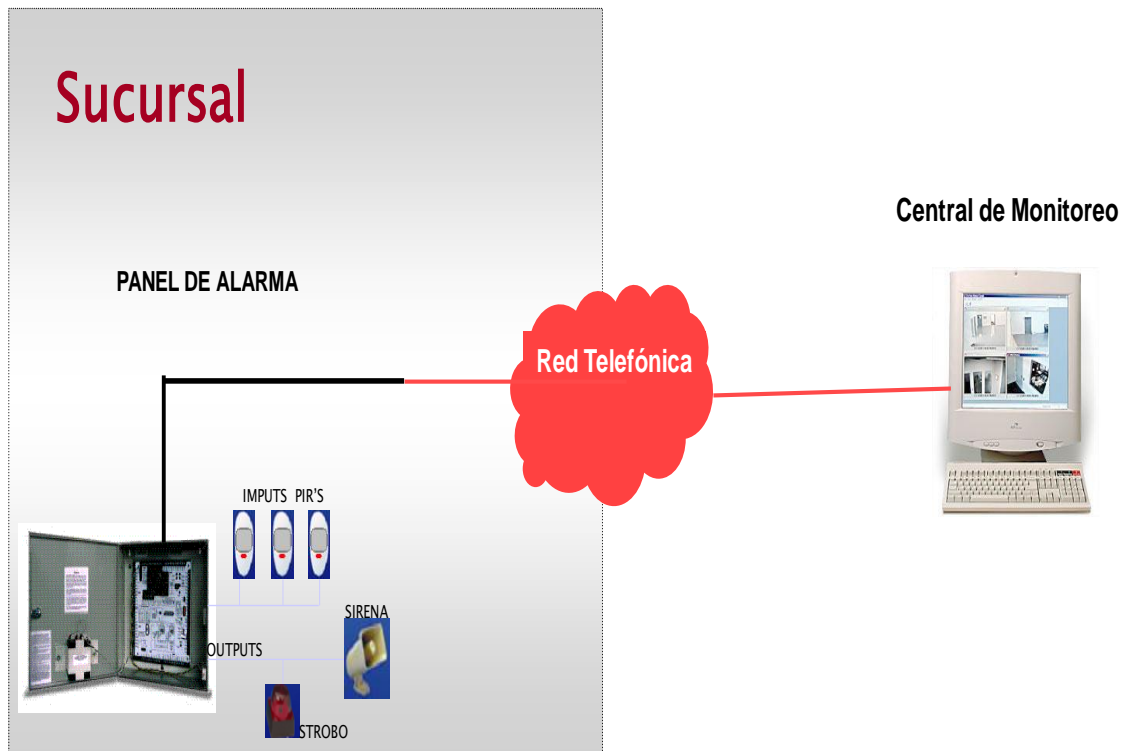 Sucursal
Central de Monitoreo
PANEL DE ALARMA
Red Telefónica
IMPUTS PIR'S
SIRENA
OUTPUTS
STROBO